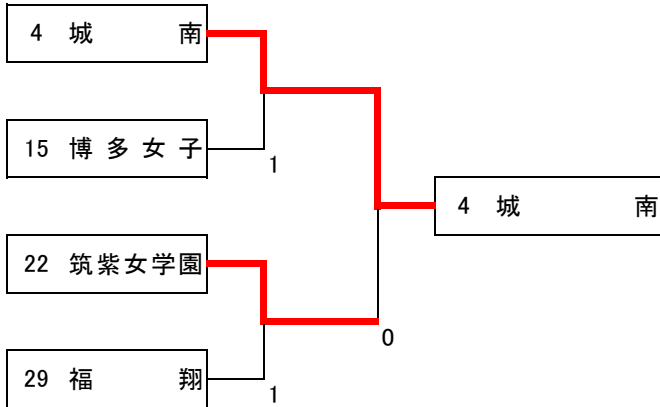 4 城 南
15 博 多 女 子
1
4 城 南
22 筑紫女学園
0
29 福 翔
1